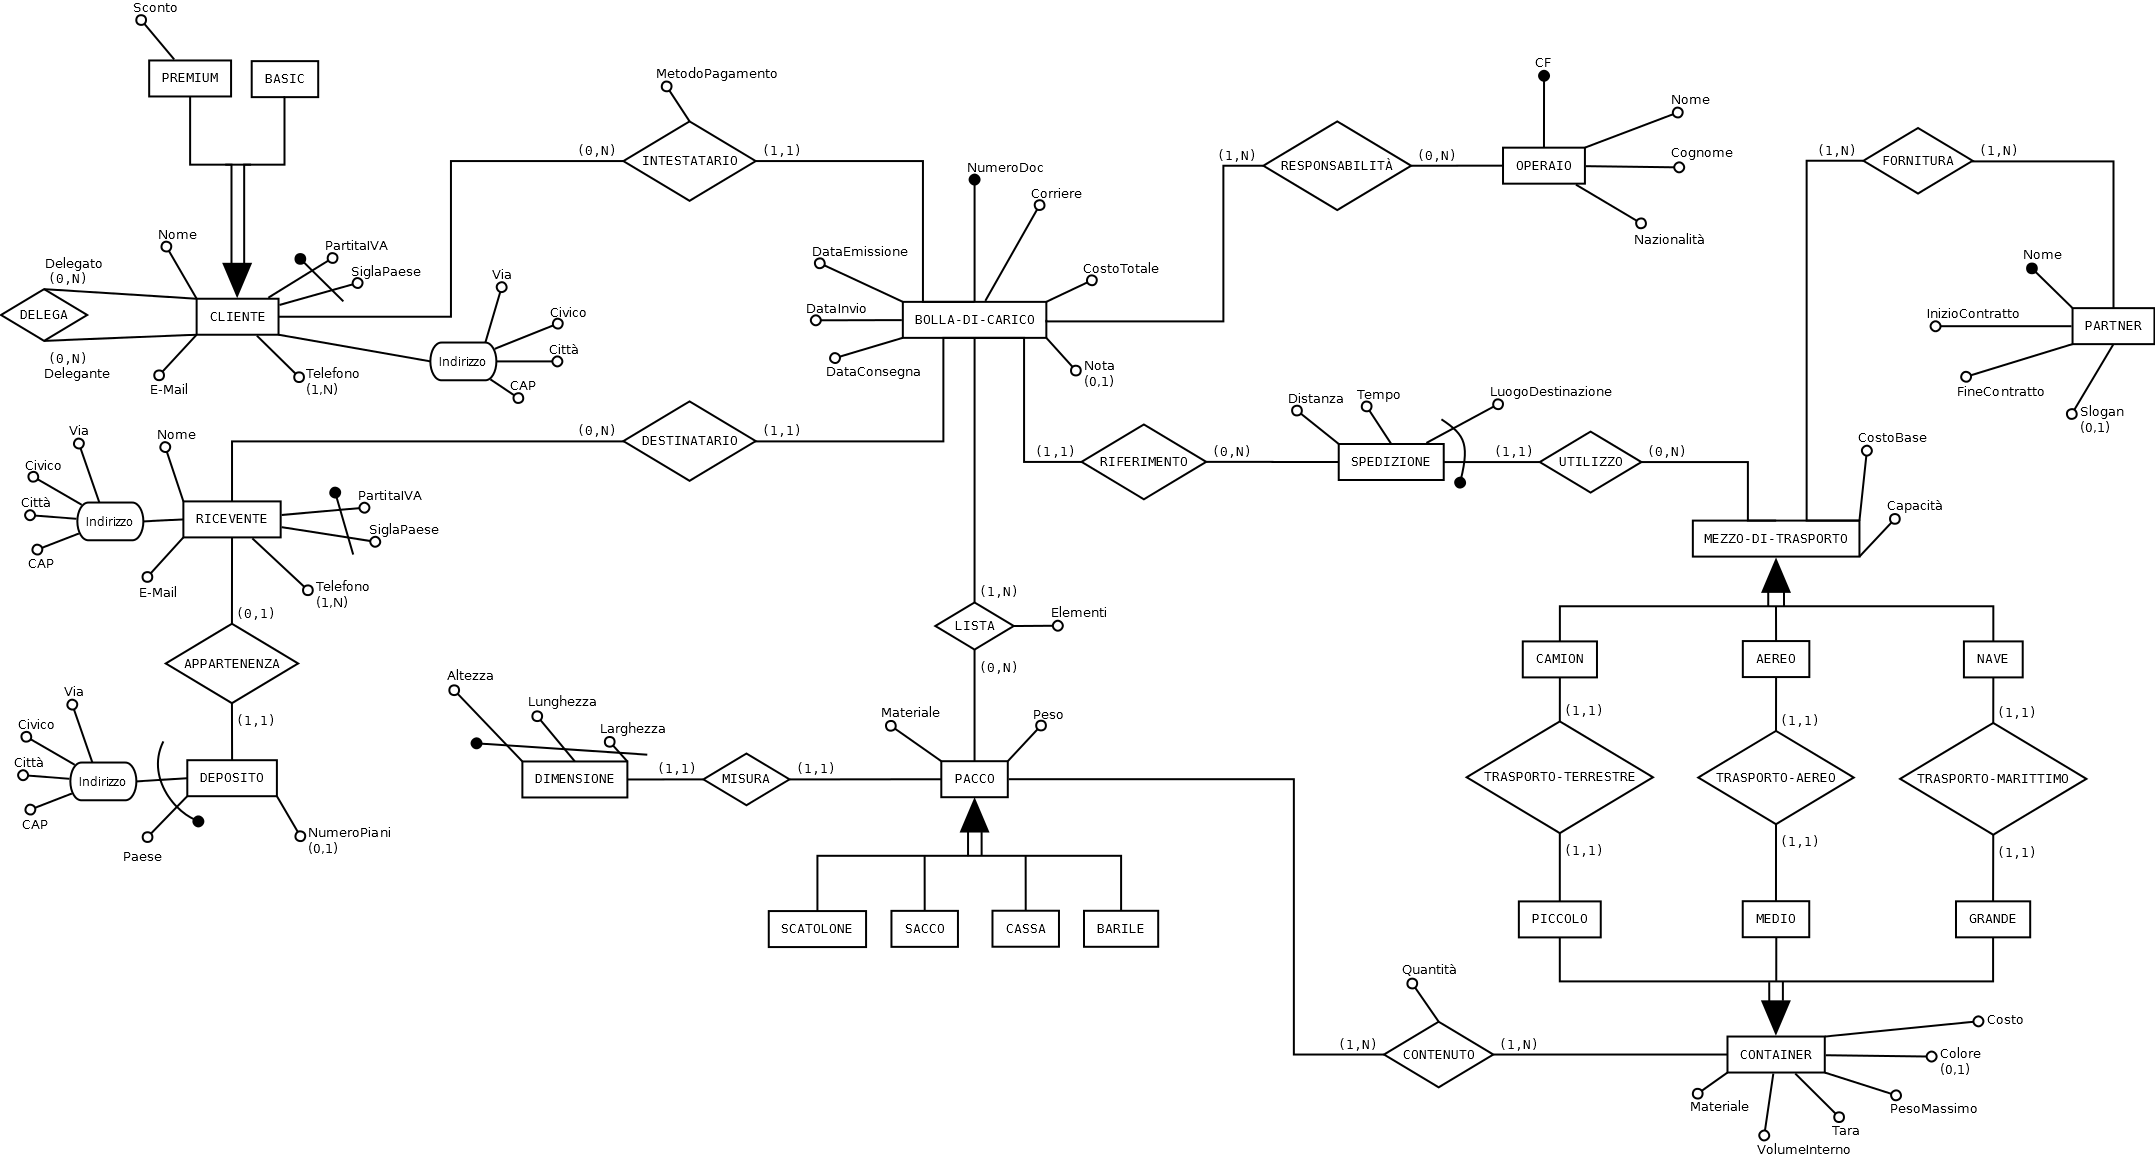 Sconto
PREMIUM
BASIC
MetodoPagamento
(0,N)
INTESTATARIO
(1,1)
NumeroDoc
Corriere
DataEmissione
CostoTotale
DataInvio
BOLLA-DI-CARICO
DataConsegna
Nota
(0,1)
(1,N)
RESPONSABILITÀ
(0,N)
CF
Nome
OPERAIO
Cognome
Nazionalità
(1,N)
FORNITURA
(1,N)
Nome
InizioContratto
PARTNER
FineContratto
Slogan
(0,1)
Nome
PartitaIVA
SiglaPaese
Delegato
(0,N)
DELEGA
CLIENTE
(0,N)
Delegante
E-Mail
Telefono
(1,N)
Via
Civico
Indirizzo
Città
CAP
(0,N)
DESTINATARIO
(1,1)
Via
Nome
Civico
Città
Indirizzo
RICEVENTE
PartitaIVA
SiglaPaese
CAP
E-Mail
Telefono
(1,N)
(0,1)
APPARTENENZA
(1,1)
Via
Civico
Città
Indirizzo
DEPOSITO
CAP
Paese
NumeroPiani
(0,1)
(1,1)
RIFERIMENTO
(0,N)
Distanza
Tempo
LuogoDestinazione
SPEDIZIONE
(1,1)
UTILIZZO
(0,N)
CostoBase
Capacità
MEZZO-DI-TRASPORTO
(1,N)
LISTA
Elementi
(0,N)
Altezza
Lunghezza
Larghezza
DIMENSIONE
(1,1)
MISURA
(1,1)
Materiale
Peso
PACCO
SCATOLONE
SACCO
CASSA
BARILE
CAMION
AEREO
NAVE
(1,1)
(1,1)
(1,1)
TRASPORTO-TERRESTRE
TRASPORTO-AEREO
TRASPORTO-MARITTIMO
(1,1)
(1,1)
(1,1)
PICCOLO
MEDIO
GRANDE
Quantità
(1,N)
CONTENUTO
(1,N)
CONTAINER
Costo
Colore
(0,1)
Materiale
PesoMassimo
Tara
VolumeInterno